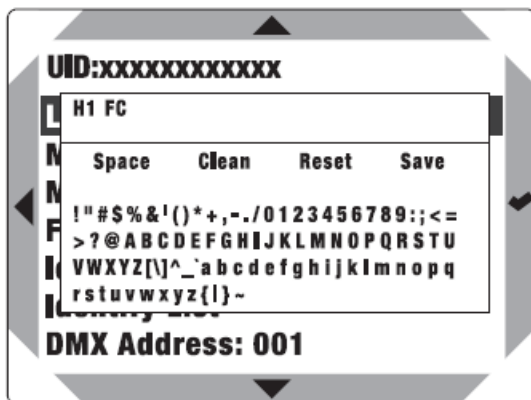 UID:xxxxxxxxxxxx
H1 FC
Space Clean Reset Save
!"#$%&'()*+,-./0123456789:;<=
>?@ABCDEFGHIJKLMNOPQRSTU
VWXYZ[\]^_`abcdefghijklmnopq
rstuvwxyz{|}~
DMX Address: 001